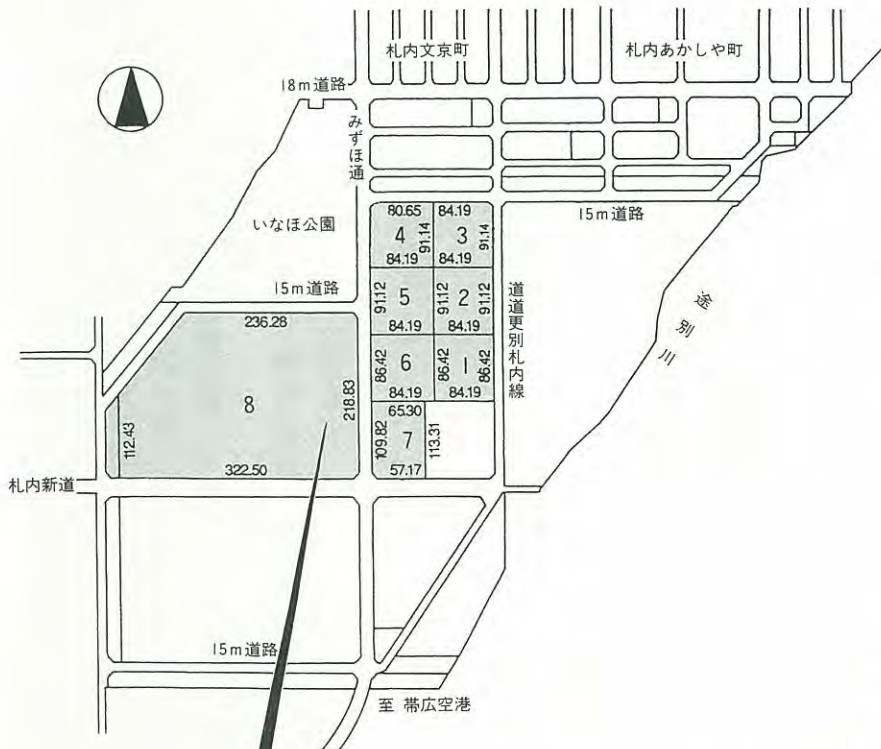 札内文京町
札内あかしや町
18m道路
みずほ通
いなほ公園
15m道路
80.65
84.19
4
91.14
3
91.14
84.19
84.19
15m道路
236.28
91.12
5
91.12
2
91.12
84.19
84.19
道道更別札内線
途別川
86.42
6
86.42
1
86.42
84.19
84.19
8
218.83
112.43
322.50
65.30
109.82
7
113.31
57.17
札内新道
15m道路
至 帯広空港